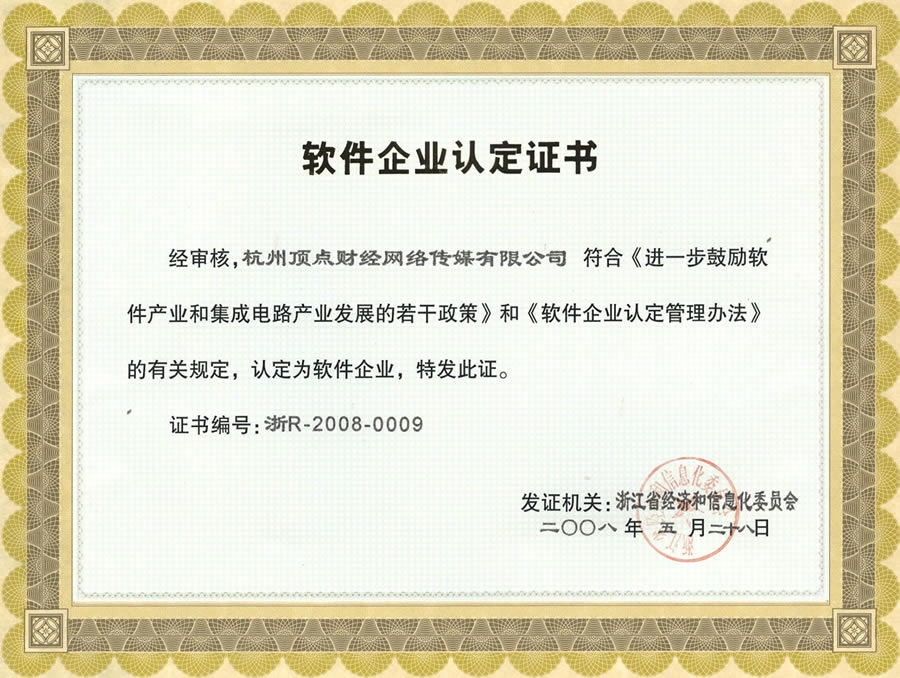 软件企业认定证书
经审核,杭州顶点财经网络传媒有限公司 符合《进一步鼓励软
件产业和集成电路产业发展的若干政策》和《软件企业认定管理办法》
的有关规定，认定为软件企业，特发此证。
证书编号:浙R-2008-0009
发证机关:浙江省经济和信息化委员会
二〇〇八 年 五 月二十八日